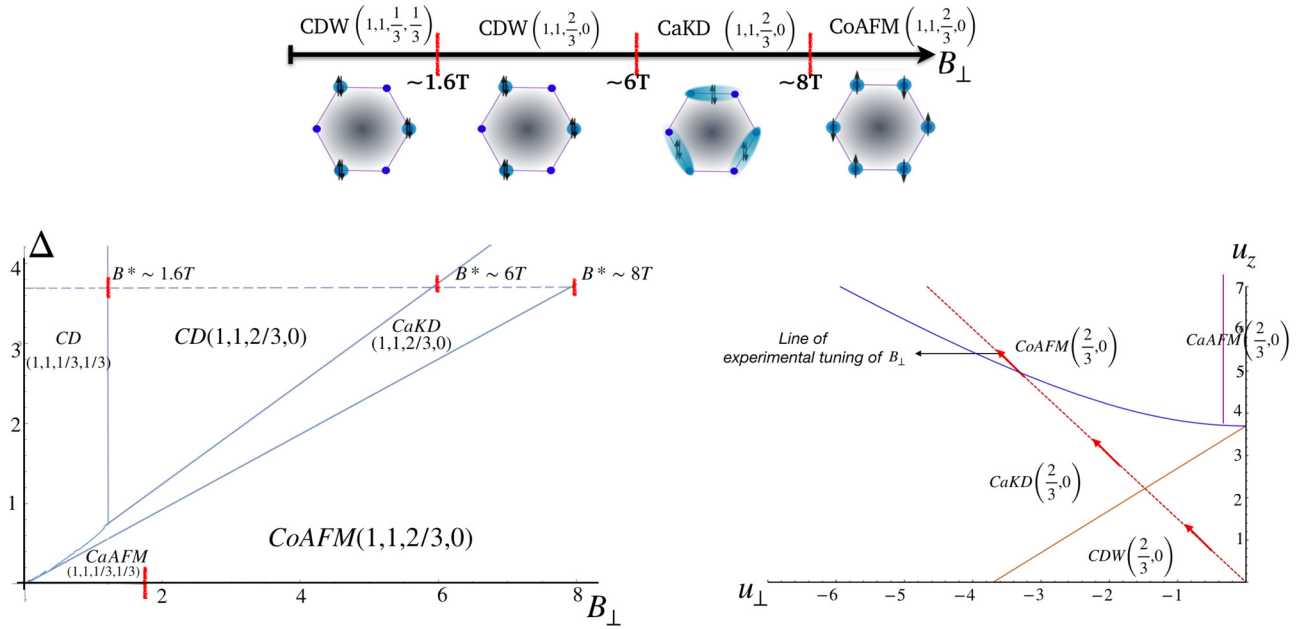 CDW (1,1,1/3,1/3) CDW (1,1,2/3,0) CaKD (1,1,2/3,0) CoAFM (1,1,2/3,0)
~1.6T ~6T ~8T B⊥
Δ
4
3
2
1
B* ~ 1.6T B* ~ 6T B* ~ 8T
CD
(1,1,1/3,1/3)
CD(1,1,2/3,0)
CaKD
(1,1,2/3,0)
CoAFM(1,1,2/3,0)
CaAFM
(1,1,1/3,1/3)
2 4 6 8
B⊥
u_z
7
6
5
4
3
2
1
Line of
experimental tuning of B⊥
CoAFM(2/3,0)
CaAFM(2/3,0)
CaKD(2/3,0)
CDW(2/3,0)
u⊥ −6 −5 −4 −3 −2 −1